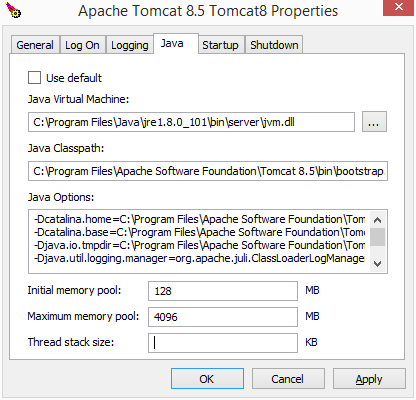 Apache Tomcat 8.5 Tomcat8 Properties
General Log On Logging Java Startup Shutdown
Use default
Java Virtual Machine:
C:\Program Files\Java\jre1.8.0_101\bin\server\jvm.dll
...
Java Classpath:
C:\Program Files\Apache Software Foundation\Tomcat 8.5\bin\bootstrap
Java Options:
-Dcatalina.home=C:\Program Files\Apache Software Foundation\Tom
-Dcatalina.base=C:\Program Files\Apache Software Foundation\Tom
-Djava.io.tmpdir=C:\Program Files\Apache Software Foundation\Tom
-Djava.util.logging.manager=org.apache.juli.ClassLoaderLogManage
Initial memory pool: 128 MB
Maximum memory pool: 4096 MB
Thread stack size: KB
OK Cancel Apply